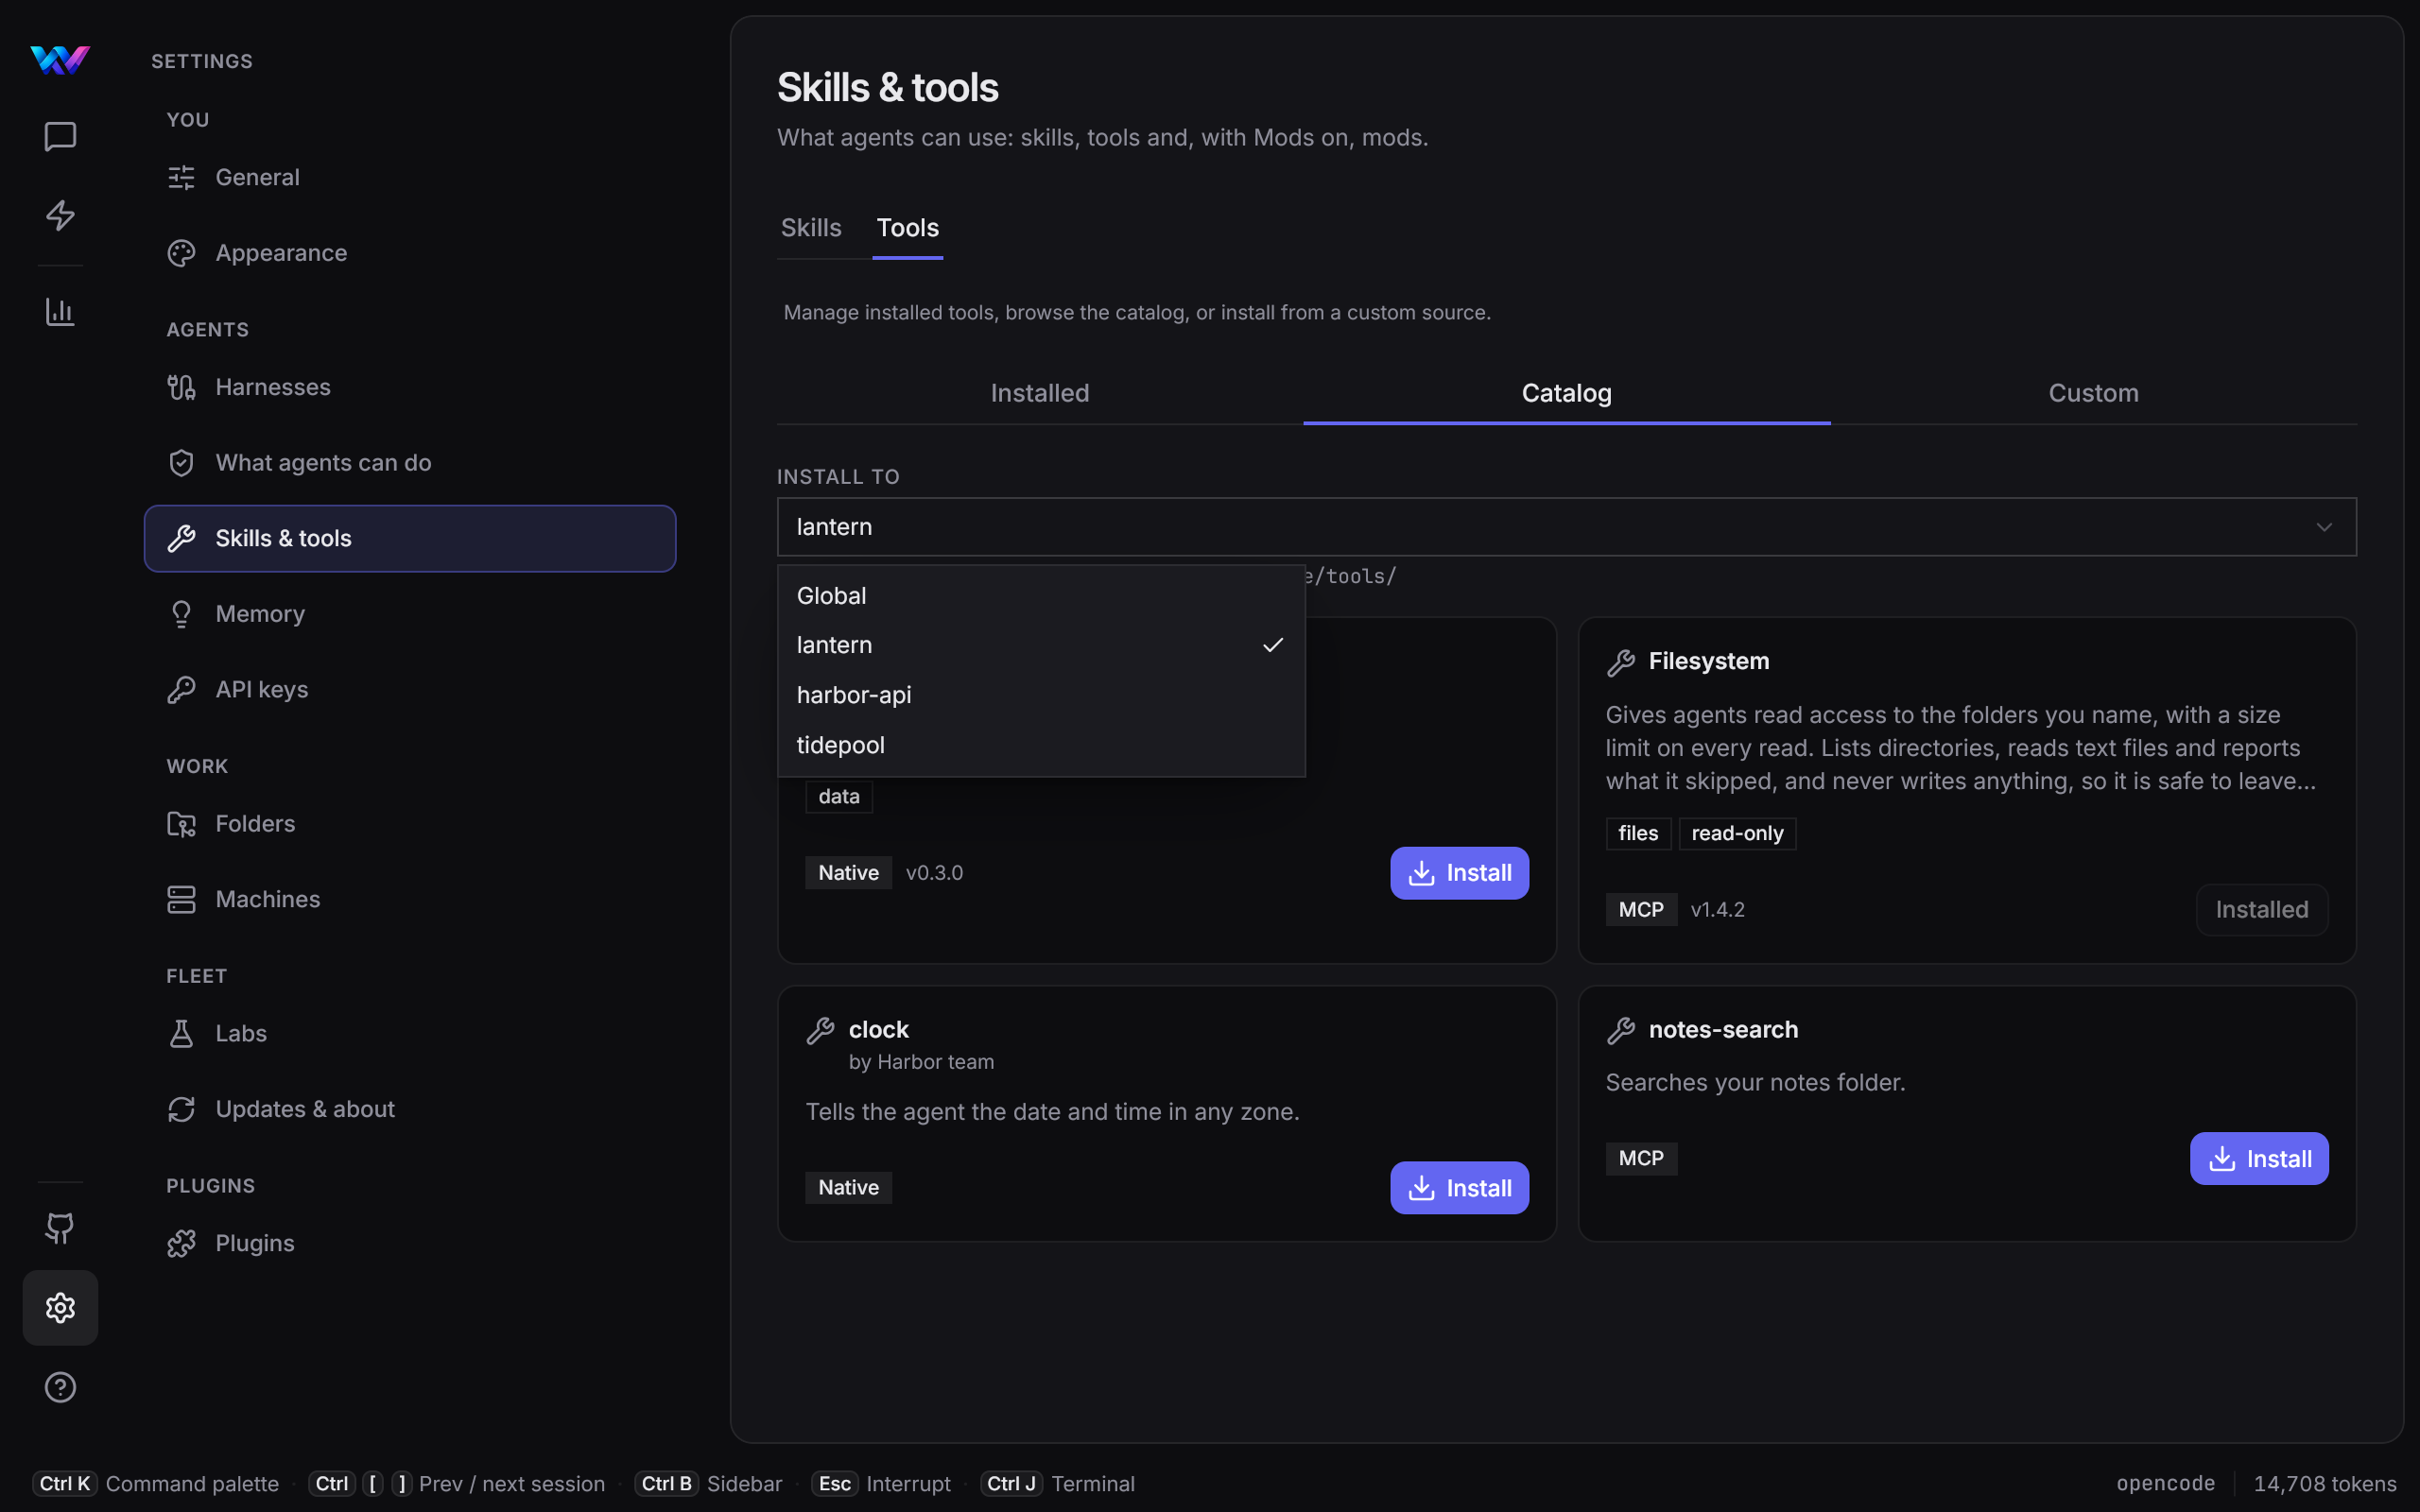 SETTINGS
YOU
General
Appearance
AGENTS
Harnesses
What agents can do
Skills & tools
Memory
API keys
WORK
Folders
Machines
FLEET
Labs
Updates & about
PLUGINS
Plugins
Skills & tools
What agents can use: skills, tools and, with Mods on, mods.
Skills Tools
Manage installed tools, browse the catalog, or install from a custom source.
Installed Catalog Custom
INSTALL TO
lantern
e/tools/
Global
lantern
harbor-api
tidepool
data
Native v0.3.0 Install
Filesystem
Gives agents read access to the folders you name, with a size
limit on every read. Lists directories, reads text files and reports
what it skipped, and never writes anything, so it is safe to leave...
files read-only
MCP v1.4.2 Installed
clock
by Harbor team
Tells the agent the date and time in any zone.
Native Install
notes-search
Searches your notes folder.
MCP Install
Ctrl K Command palette · Ctrl [ ] Prev / next session · Ctrl B Sidebar · Esc Interrupt · Ctrl J Terminal
opencode 14,708 tokens